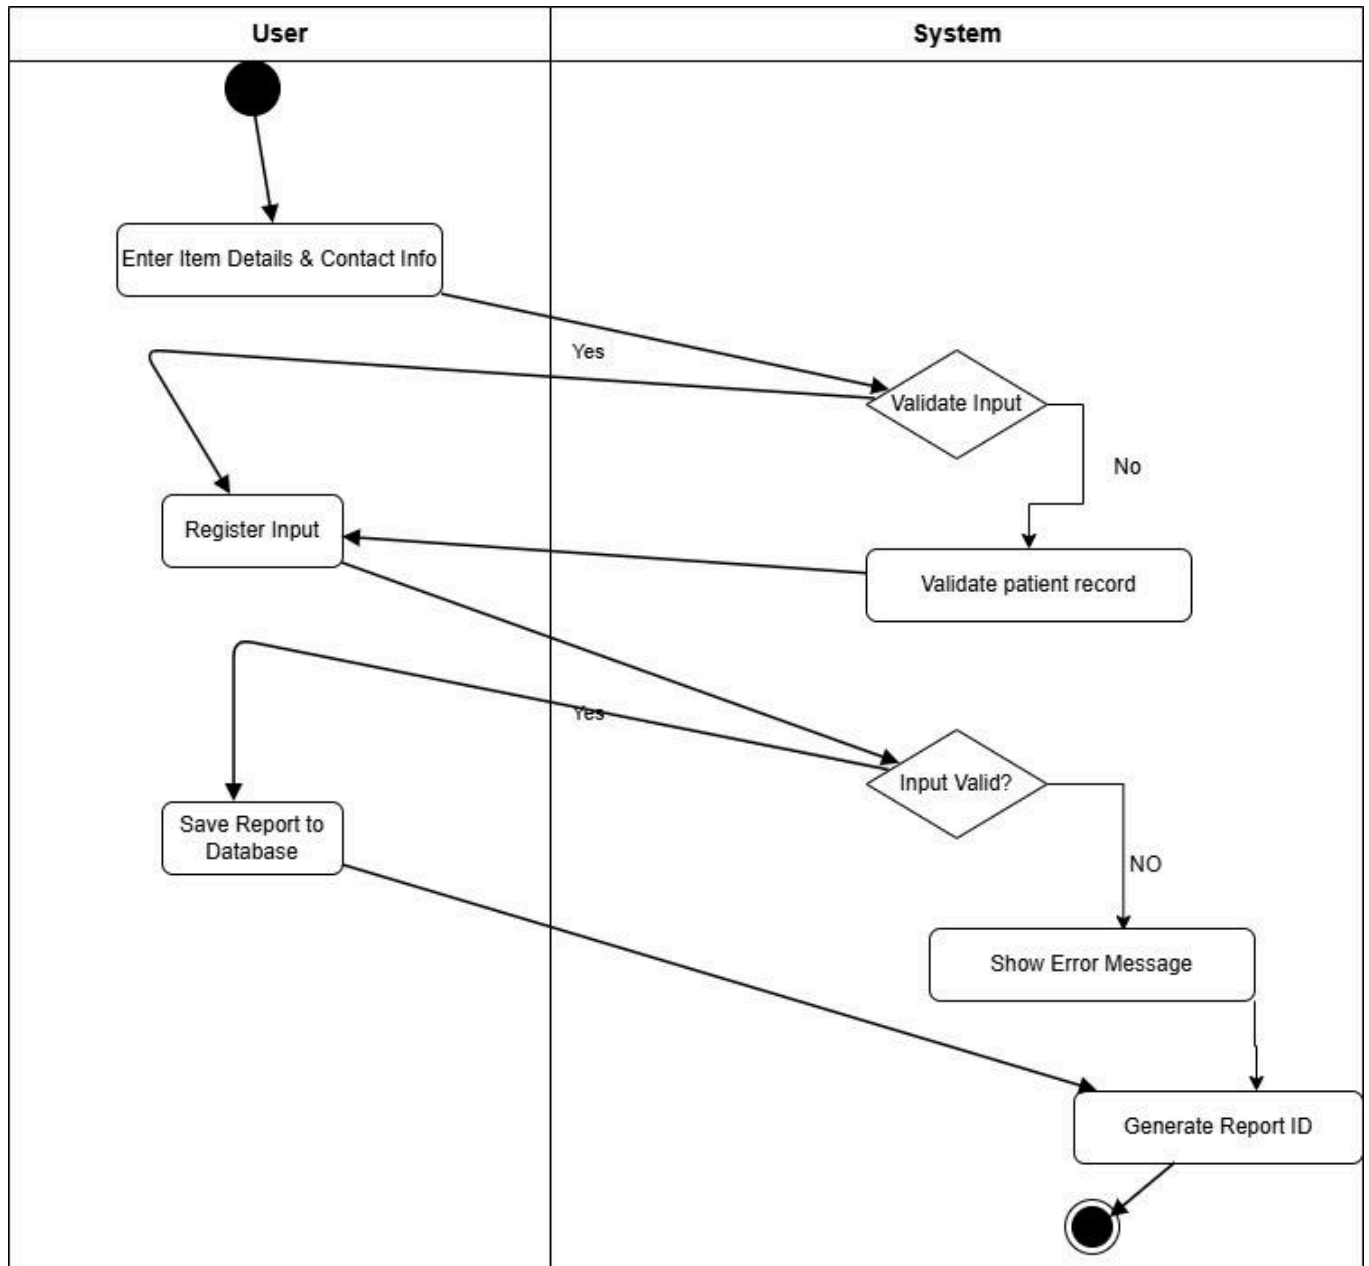 User
System
Enter Item Details & Contact Info
Yes
Validate Input
No
Register Input
Validate patient record
Yes
Input Valid?
Save Report to
Database
NO
Show Error Message
Generate Report ID